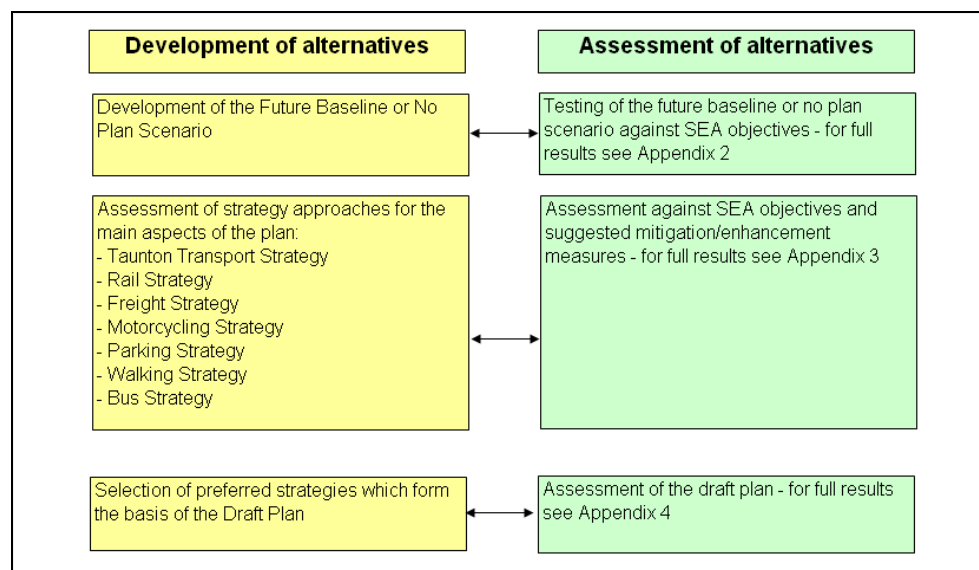 Development of alternatives
Assessment of alternatives
Development of the Future Baseline or No
Plan Scenario
Testing of the future baseline or no plan
scenario against SEA objectives - for full
results see Appendix 2
Assessment of strategy approaches for the
main aspects of the plan:
- Taunton Transport Strategy
- Rail Strategy
- Freight Strategy
- Motorcycling Strategy
- Parking Strategy
- Walking Strategy
- Bus Strategy
Assessment against SEA objectives and
suggested mitigation/enhancement
measures - for full results see Appendix 3
Selection of preferred strategies which form
the basis of the Draft Plan
Assessment of the draft plan - for full results
see Appendix 4